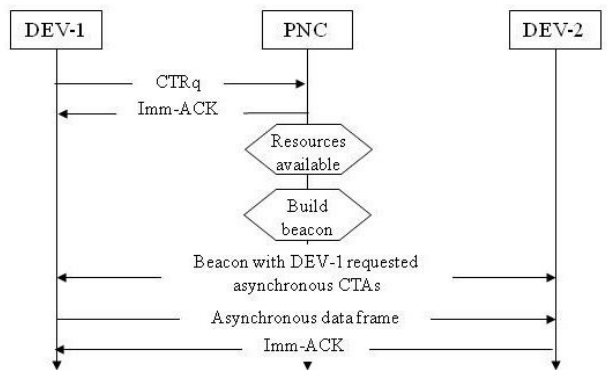 DEV-1
PNC
DEV-2
CTRq
Imm-ACK
Resources
available
Build
beacon
Beacon with DEV-1 requested
asynchronous CTAs
Asynchronous data frame
Imm-ACK